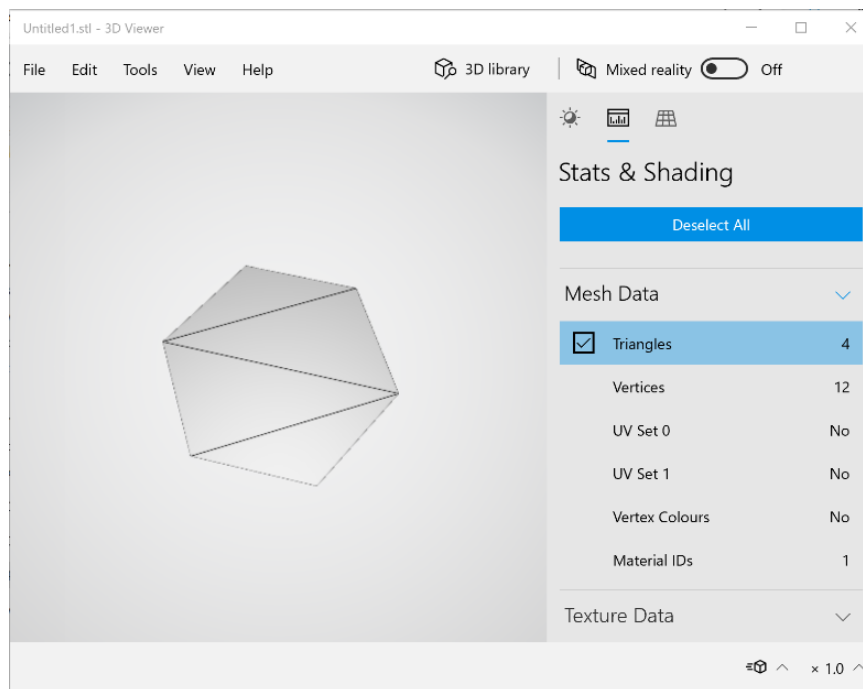 Untitled1.stl - 3D Viewer
File Edit Tools View Help 3D library Mixed reality Off
Stats & Shading
Deselect All
Mesh Data
Triangles 4
Vertices 12
UV Set 0 No
UV Set 1 No
Vertex Colours No
Material IDs 1
Texture Data
× 1.0